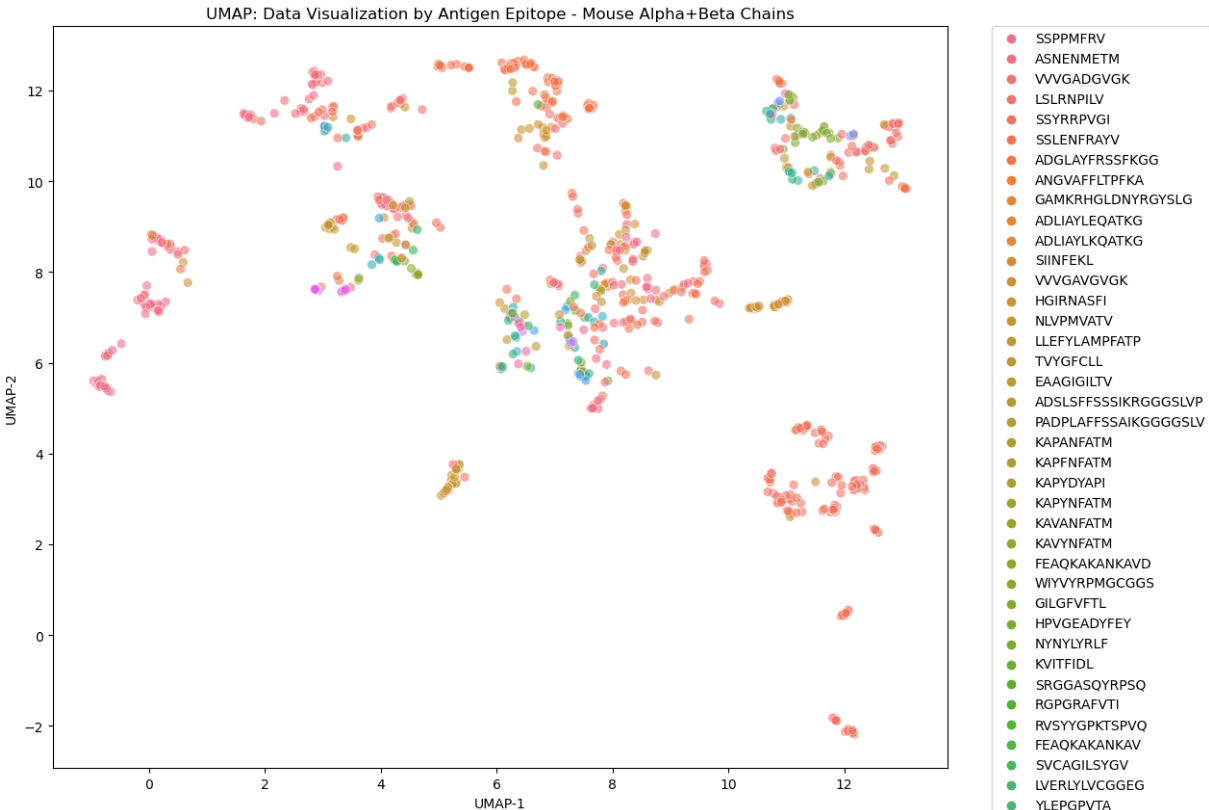 UMAP: Data Visualization by Antigen Epitope - Mouse Alpha+Beta Chains
12
10
8
6
4
2
0
−2
UMAP-2
0
2
4
6
8
10
12
UMAP-1
SSPPMFRV
ASNENMETM
VVVGADGVGK
LSLRNPILV
SSYRRPVGI
SSLENFRAYV
ADGLAYFRSSFKGG
ANGVAFFLTPFKA
GAMKRHGLDNYRGYSLG
ADLIAYLEQATKG
ADLIAYLKQATKG
SIINFEKL
VVVGAVGVGK
HGIRNASFI
NLVPMVATV
LLEFYLAMPFATP
TVYGFCLL
EAAGIGILTV
ADSLSFFSSSIKRGGGSLVP
PADPLAFFSSAIKGGGGSLV
KAPANFATM
KAPFNFATM
KAPYDYAPI
KAPYNFATM
KAVANFATM
KAVYNFATM
FEAQKAKANKAVD
WIYVYRPMGCGGS
GILGFVFTL
HPVGEADYFEY
NYNYLYRLF
KVITFIDL
SRGGASQYRPSQ
RGPGRAFVTI
RVSYYGPKTSPVQ
FEAQKAKANKAV
SVCAGILSYGV
LVERLYLVCGGEG
YLEPGPVTA